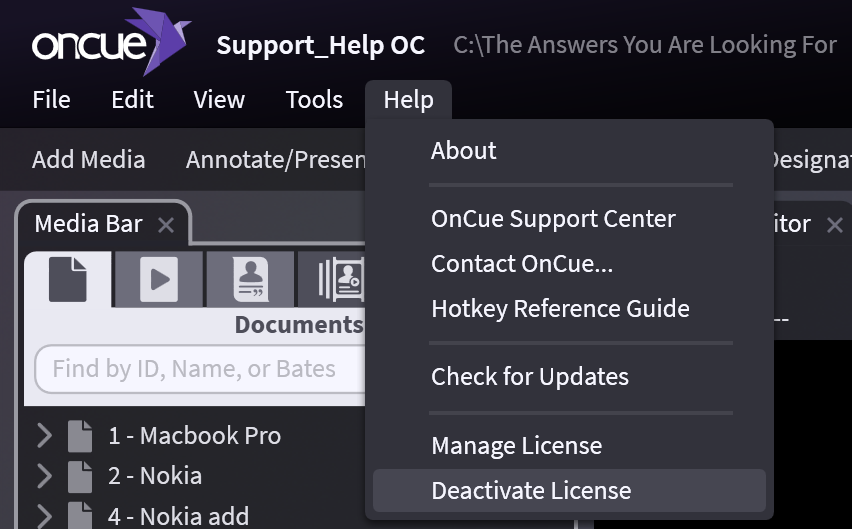 oncue Support_Help OC C:\The Answers You Are Looking For
File Edit View Tools Help
Add Media Annotate/Presen Designat
About
Media Bar itor
OnCue Support Center
Contact OnCue...
Hotkey Reference Guide
Documents
Find by ID, Name, or Bates
Check for Updates
1 - Macbook Pro
Manage License
2 - Nokia
Deactivate License
4 - Nokia add